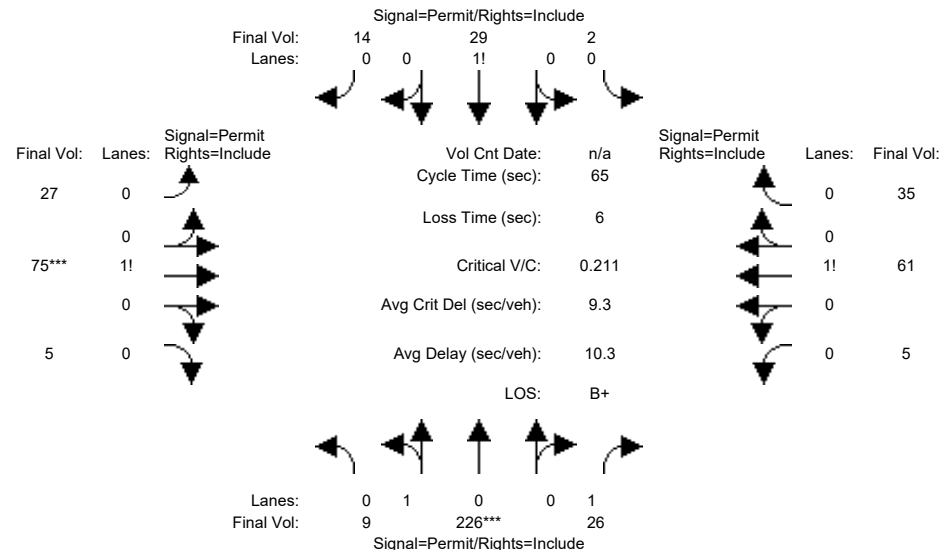 Signal=Permit/Rights=Include
Final Vol: 14 29 2
Lanes: 0 0 1! 0 0
Signal=Permit Signal=Permit
Final Vol: Lanes: Rights=Include Vol Cnt Date: n/a Rights=Include Lanes: Final Vol:
Cycle Time (sec): 65
27 0 0 35
Loss Time (sec): 6
0 0
75*** 1! Critical V/C: 0.211 1! 61
0 Avg Crit Del (sec/veh): 9.3 0
5 0 Avg Delay (sec/veh): 10.3 0 5
LOS: B+
Lanes: 0 1 0 0 1
Final Vol: 9 226*** 26
Signal=Permit/Rights=Include